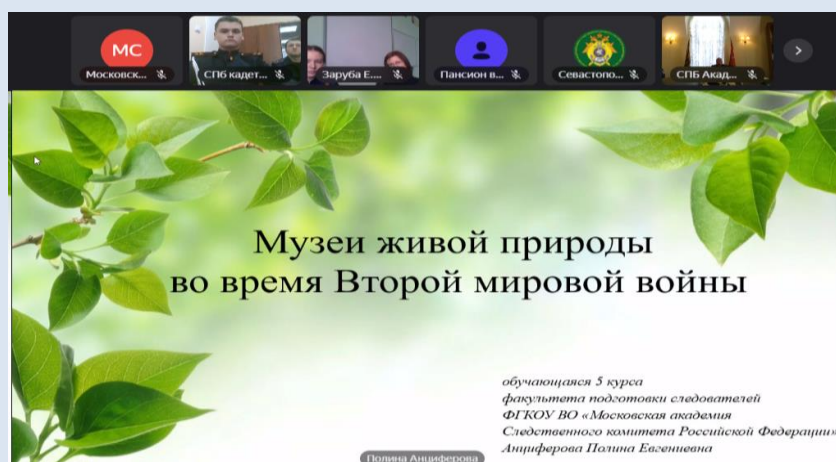 МС
Московск...
СПб кадет...
Заруба Е....
Пансион в...
Севастопо...
СПБ Акад...
Музеи живой природы
во время Второй мировой войны
обучающаяся 5 курса
факультета подготовки следователей
ФГКОУ ВО «Московская академия
Следственного комитета Российской Федерации»
Анциферова Полина Евгениевна
Полина Анциферова